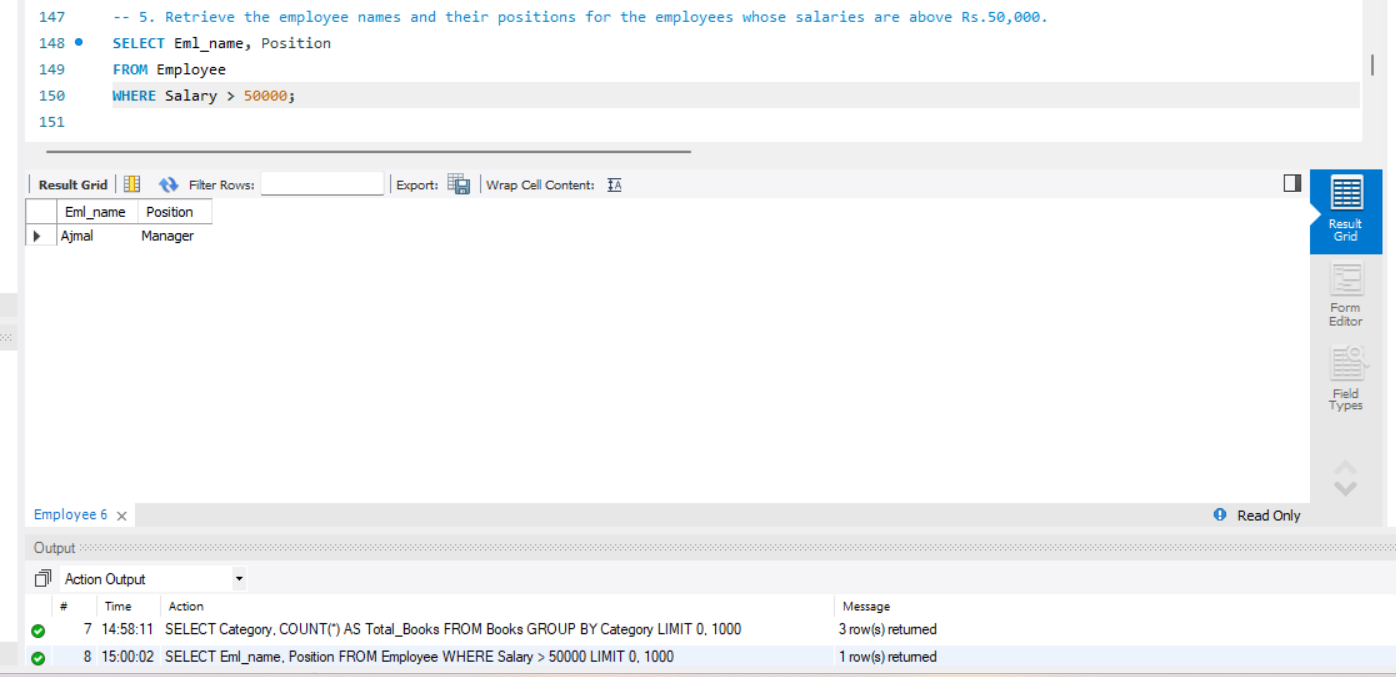 147 -- 5. Retrieve the employee names and their positions for the employees whose salaries are above Rs.50,000.
148 SELECT Eml_name, Position
149 FROM Employee
150 WHERE Salary > 50000;
151
Result Grid Filter Rows: Export: Wrap Cell Content: IA
Eml_name Position
Ajmal Manager
Result
Grid
Form
Editor
Field
Types
Employee 6 × Read Only
Output
Action Output
# Time Action Message
7 14:58:11 SELECT Category, COUNT(*) AS Total_Books FROM Books GROUP BY Category LIMIT 0, 1000 3 row(s) returned
8 15:00:02 SELECT Eml_name, Position FROM Employee WHERE Salary > 50000 LIMIT 0, 1000 1 row(s) returned